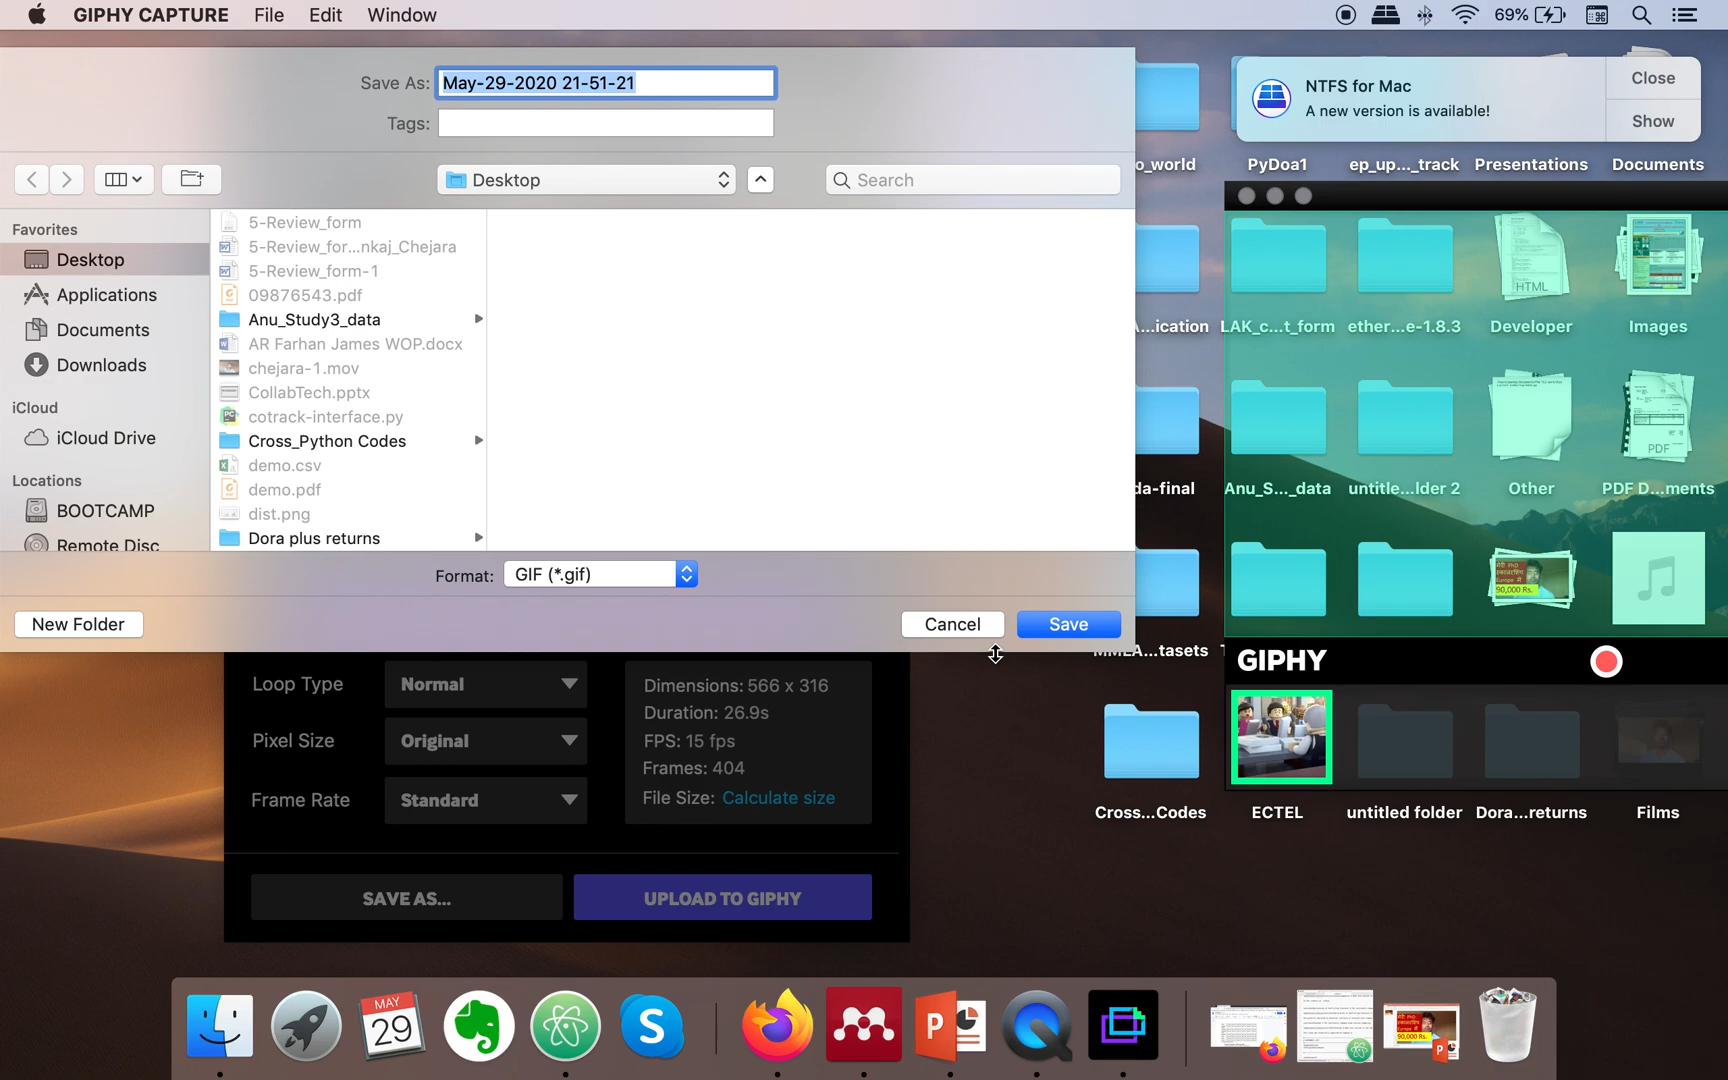 GIPHY CAPTURE File Edit Window 69%
Save As: May-29-2020 21-51-21
Tags:
NTFS for Mac
A new version is available!
Close
Show
Desktop
Search
o_world PyDoa1 ep_up..._track Presentations Documents
Favorites
Desktop
Applications
Documents
Downloads
iCloud
iCloud Drive
Locations
BOOTCAMP
Remote Disc
5-Review_form
5-Review_for...nkaj_Chejara
5-Review_form-1
09876543.pdf
Anu_Study3_data
AR Farhan James WOP.docx
chejara-1.mov
CollabTech.pptx
cotrack-interface.py
Cross_Python Codes
demo.csv
demo.pdf
dist.png
Dora plus returns
HTML
...ication LAK_c...t_form ether...e-1.8.3 Developer Images
PDF
da-final Anu_S..._data untitle...lder 2 Other PDF D...ments
90,000 Rs.
Format: GIF (*.gif)
New Folder
Cancel
Save
MMLA...tasets
GIPHY
Loop Type Normal
Pixel Size Original
Frame Rate Standard
Dimensions: 566 x 316
Duration: 26.9s
FPS: 15 fps
Frames: 404
File Size: Calculate size
Cross...Codes ECTEL untitled folder Dora...returns Films
SAVE AS...
UPLOAD TO GIPHY
MAY
29
S
P